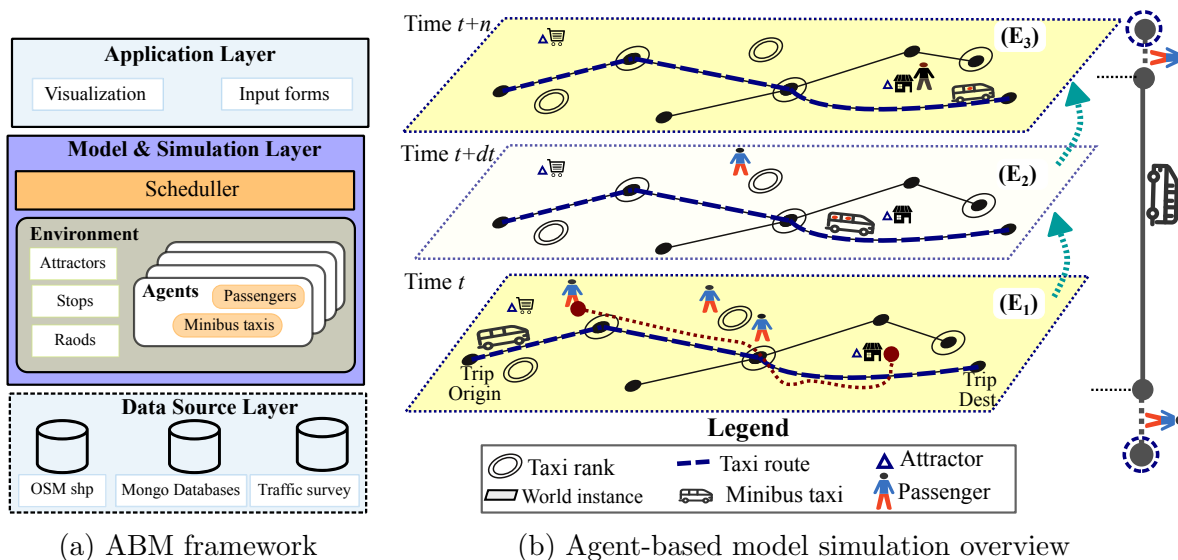 Application Layer
Visualization
Input forms
Model & Simulation Layer
Scheduller
Environment
Attractors
Stops
Raods
Agents
Passengers
Minibus taxis
Data Source Layer
OSM shp
Mongo Databases
Traffic survey
(a) ABM framework
Time t+n
(E3)
Time t+dt
(E2)
Time t
(E1)
Trip
Origin
Trip
Dest
Legend
Taxi rank
Taxi route
Attractor
World instance
Minibus taxi
Passenger
(b) Agent-based model simulation overview